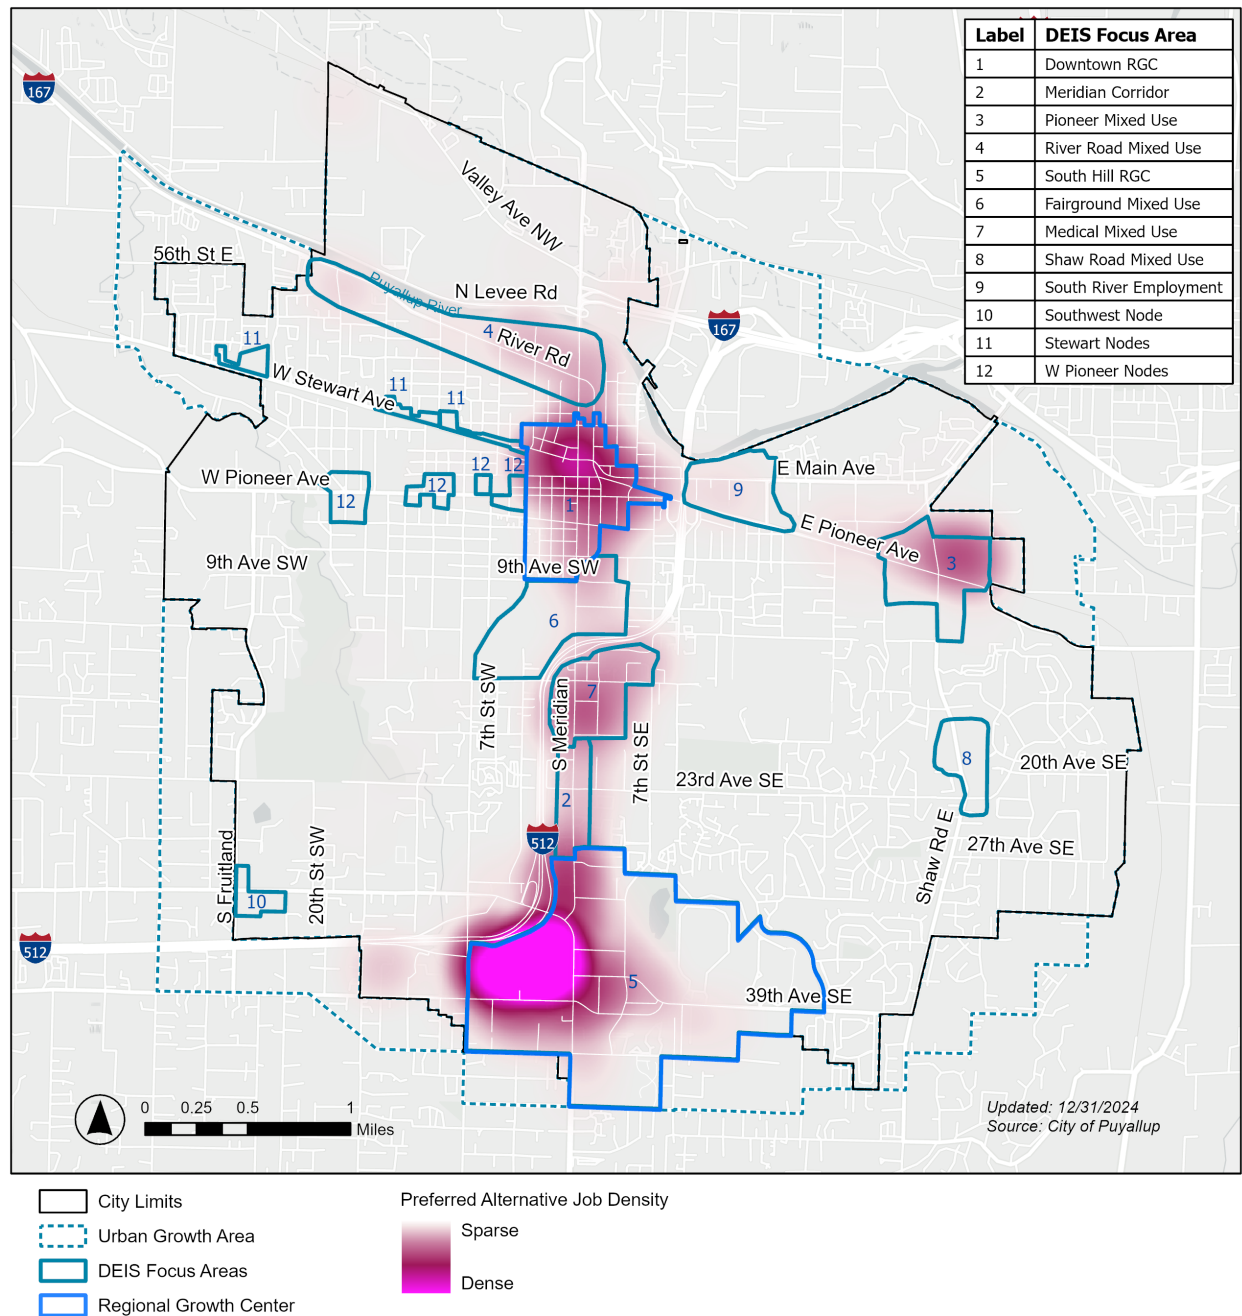 Label DEIS Focus Area
1 Downtown RGC
2 Meridian Corridor
3 Pioneer Mixed Use
4 River Road Mixed Use
5 South Hill RGC
6 Fairground Mixed Use
7 Medical Mixed Use
8 Shaw Road Mixed Use
9 South River Employment
10 Southwest Node
11 Stewart Nodes
12 W Pioneer Nodes
167
Valley Ave NW
56th St E
Puyallup River
N Levee Rd
167
4
River Rd
11
W Stewart Ave
11
11
W Pioneer Ave
12
12
12
12
E Main Ave
9
1
E Pioneer Ave
3
9th Ave SW
9th Ave SW
6
7th St SW
S Meridian
7
7th St SE
23rd Ave SE
8
20th Ave SE
2
512
S Fruitland
20th St SW
10
Shaw Rd E
27th Ave SE
512
5
39th Ave SE
0 0.25 0.5 1
Miles
Updated: 12/31/2024
Source: City of Puyallup
City Limits
Urban Growth Area
DEIS Focus Areas
Regional Growth Center
Preferred Alternative Job Density
Sparse
Dense